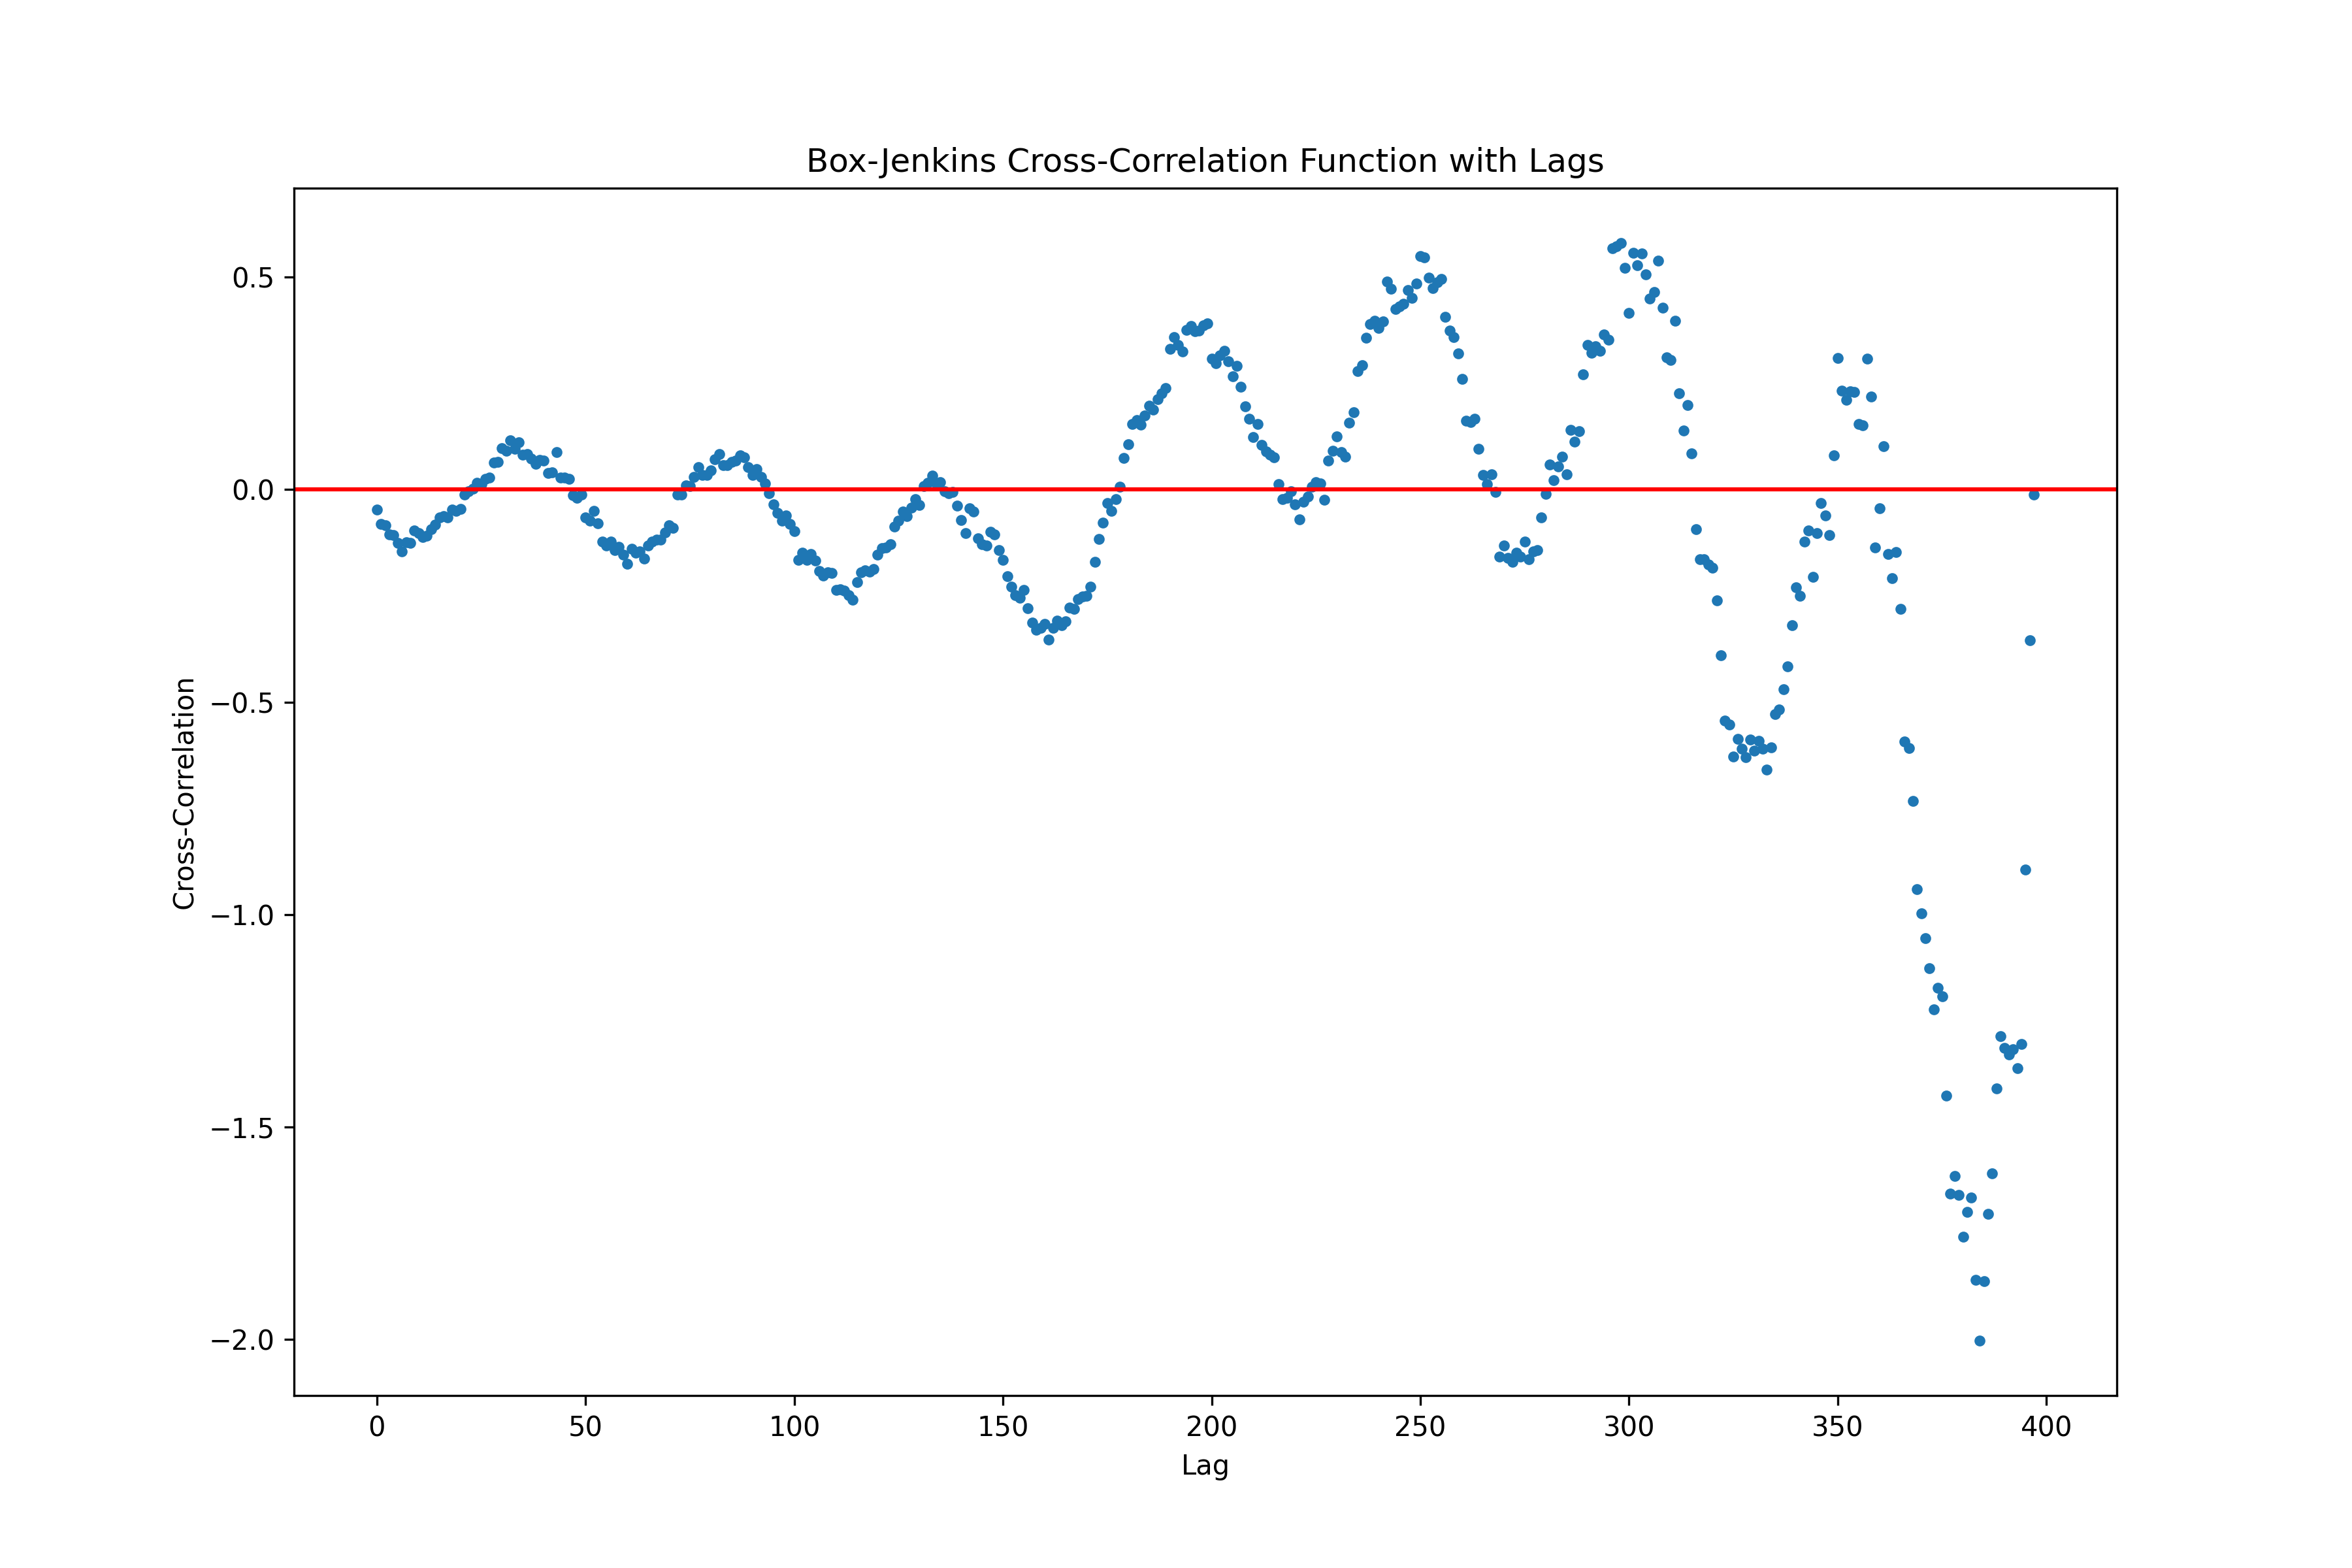 Box-Jenkins Cross-Correlation Function with Lags
0.5
0.0
−0.5
−1.0
−1.5
−2.0
Cross-Correlation
0 50 100 150 200 250 300 350 400
Lag